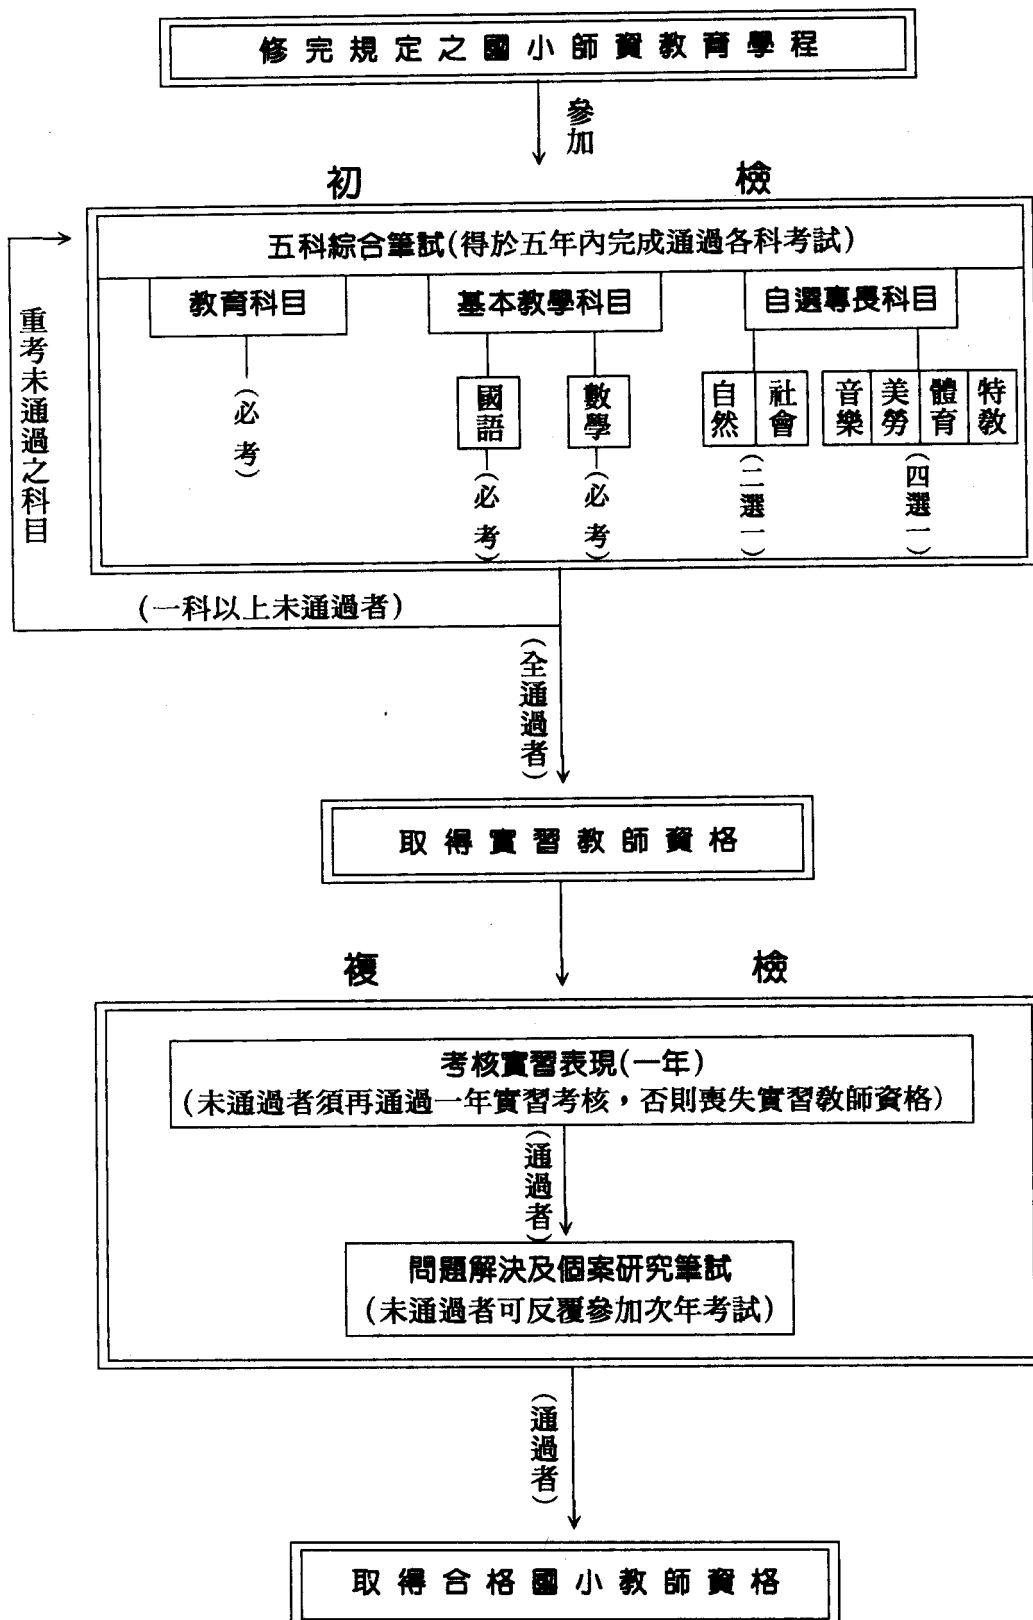 修完規定之國小師資教育學程
參加
初檢
五科綜合筆試(得於五年內完成通過各科考試)
教育科目
基本教學科目
自選專長科目
(必考)
國語
數學
自然
社會
音樂
美勞
體育
特教
(必考)
(必考)
(二選一)
(四選一)
重考未通過之科目
(一科以上未通過者)
(全通過者)
取得實習教師資格
複檢
考核實習表現(一年)
(未通過者須再通過一年實習考核,否則喪失實習教師資格)
(通過者)
問題解決及個案研究筆試
(未通過者可反覆參加次年考試)
(通過者)
取得合格國小教師資格